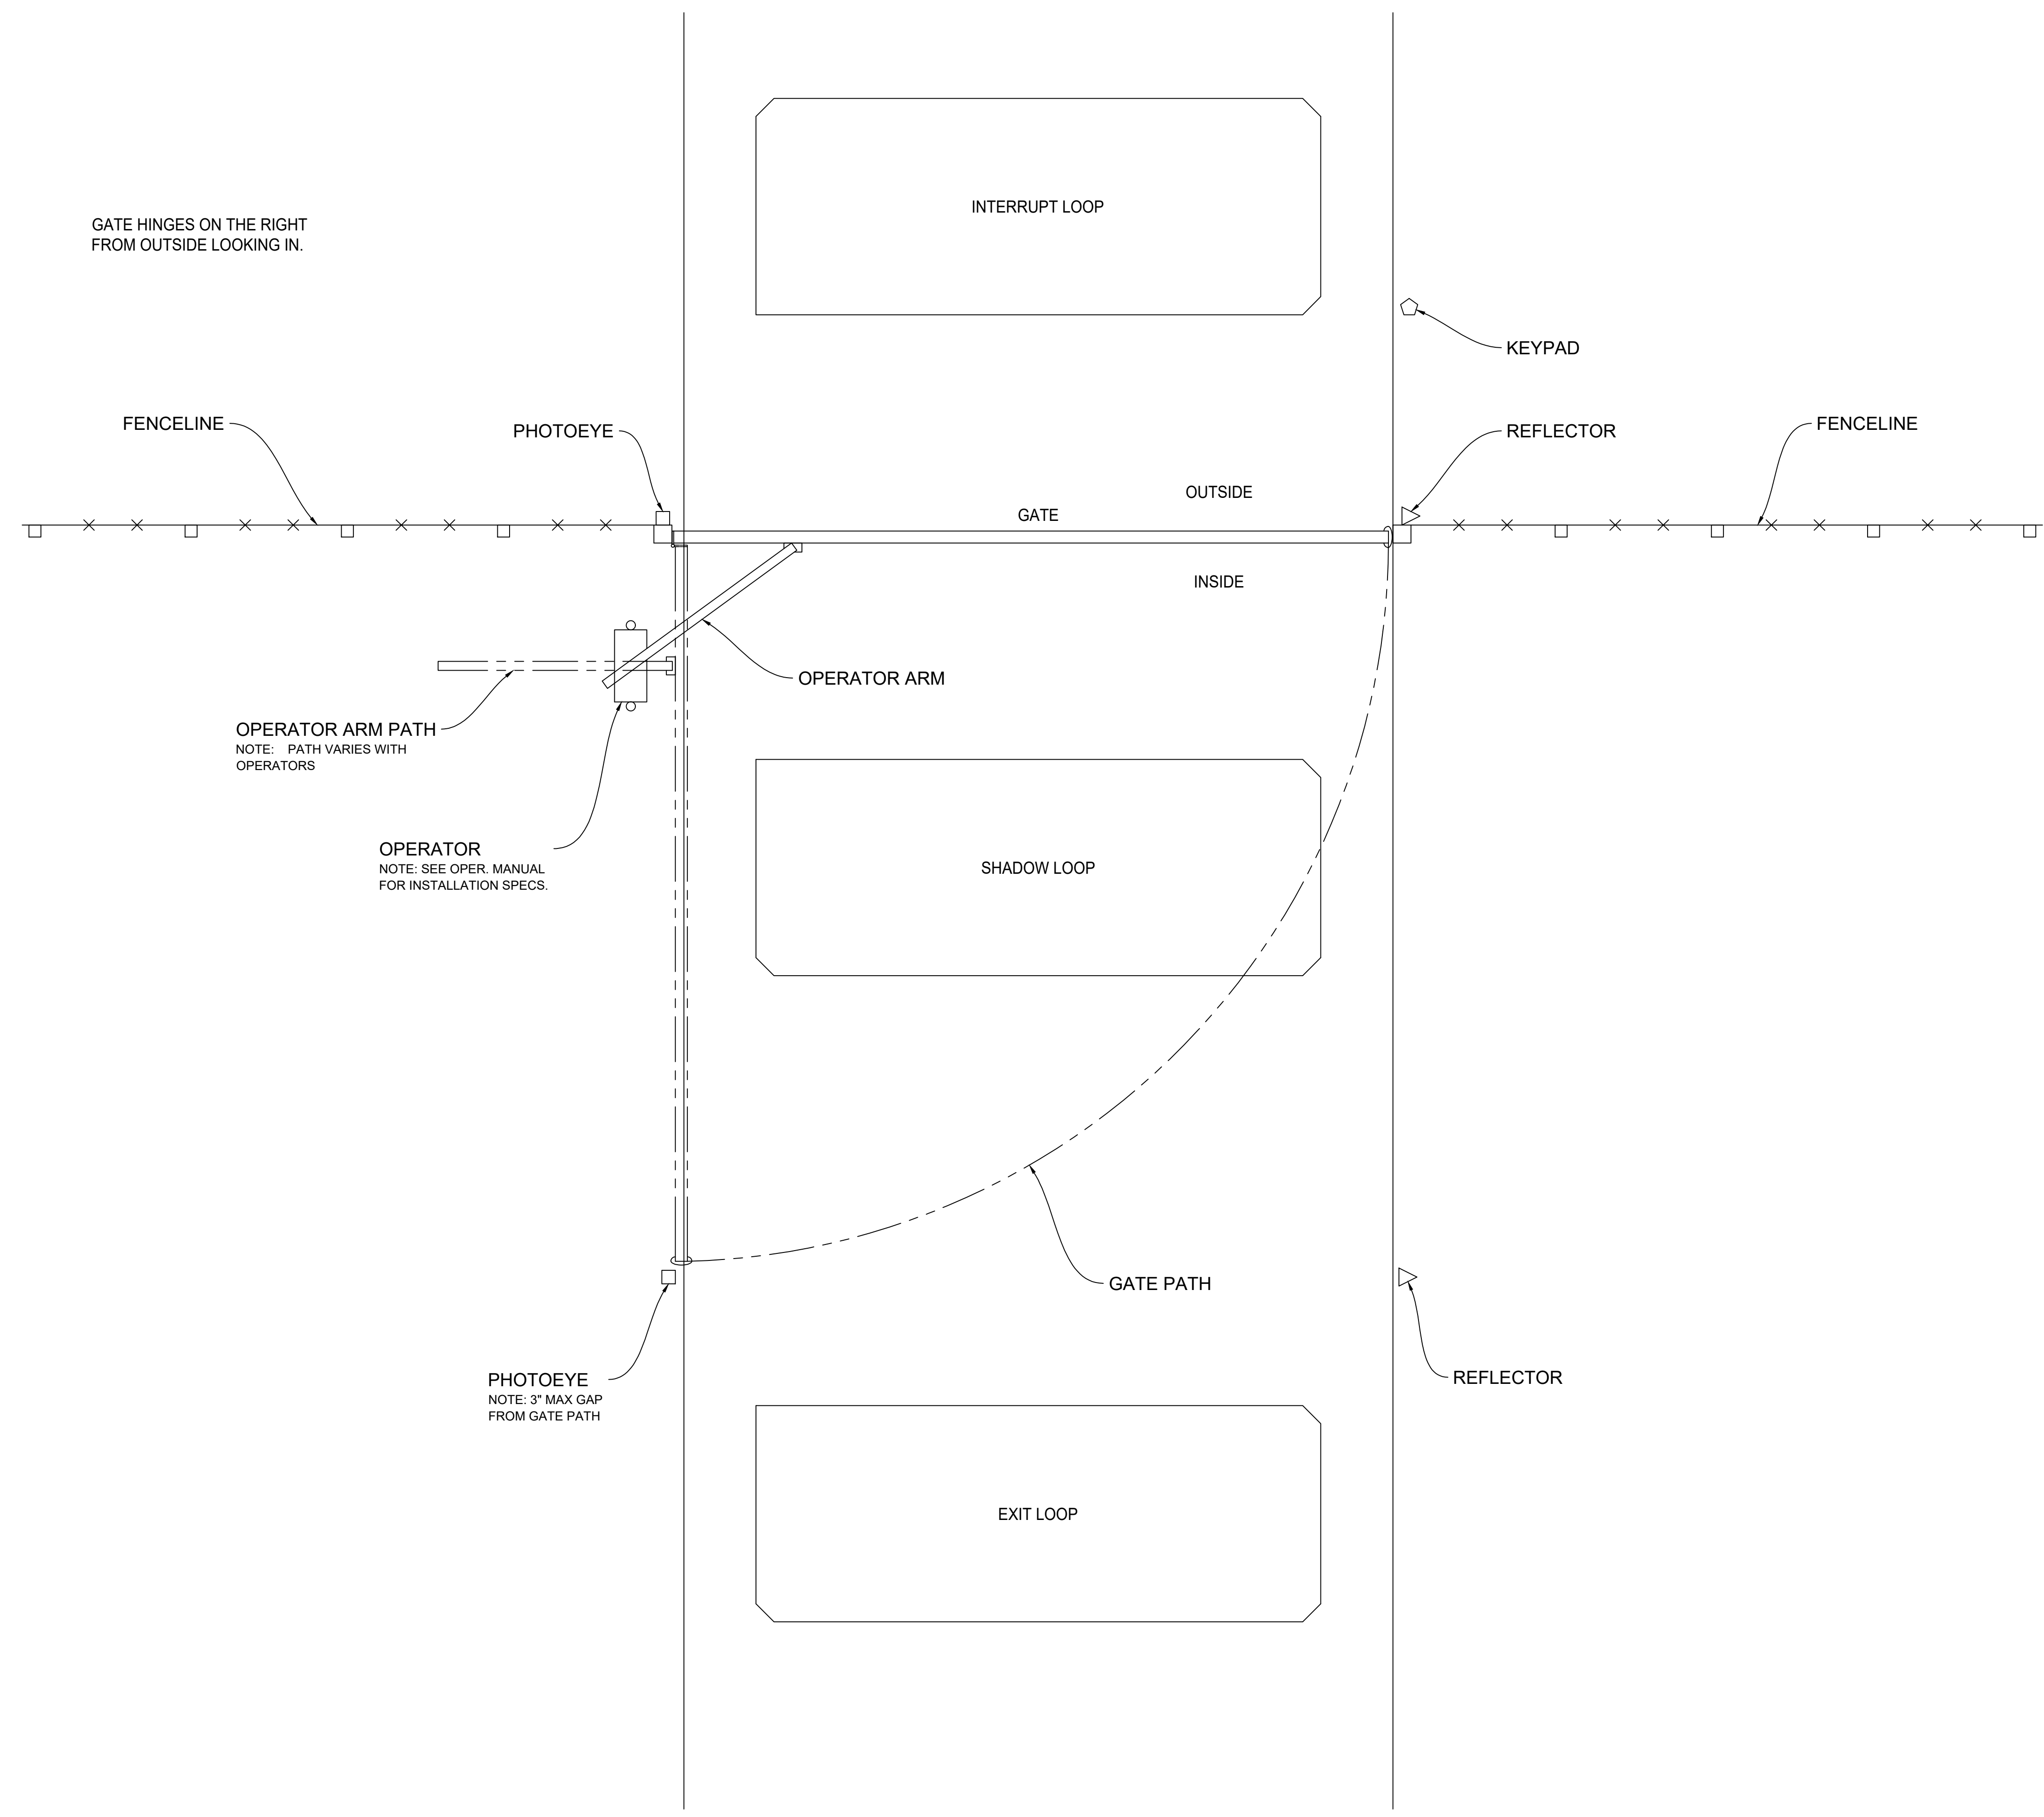 INTERRUPT LOOP
GATE HINGES ON THE RIGHT
FROM OUTSIDE LOOKING IN.
KEYPAD
FENCELINE
PHOTOEYE
REFLECTOR
FENCELINE
OUTSIDE
GATE
INSIDE
OPERATOR ARM
OPERATOR ARM PATH
NOTE: PATH VARIES WITH
OPERATORS
OPERATOR
NOTE: SEE OPER. MANUAL
FOR INSTALLATION SPECS.
SHADOW LOOP
GATE PATH
PHOTOEYE
NOTE: 3" MAX GAP
FROM GATE PATH
REFLECTOR
EXIT LOOP